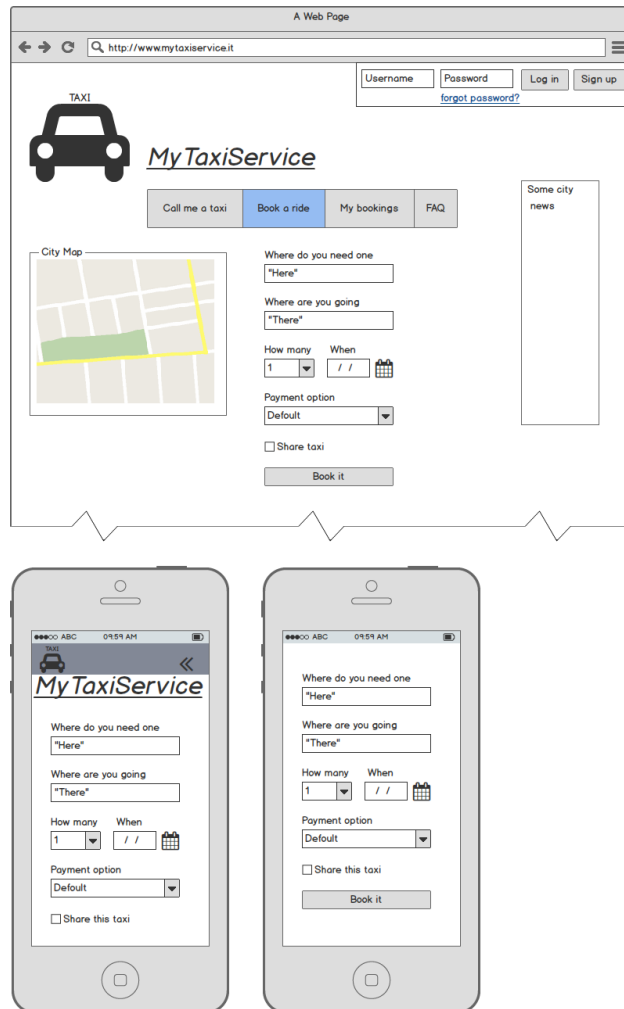 A Web Page
http://www.mytaxiservice.it
Username Password Log in Sign up
forgot password?
TAXI
MyTaxiService
Call me a taxi Book a ride My bookings FAQ
Some city
news
City Map
Where do you need one
"Here"
Where are you going
"There"
How many When
1 / /
Payment option
Default
Share taxi
Book it
ABC 09:59 AM
TAXI
MyTaxiService
Where do you need one
"Here"
Where are you going
"There"
How many When
1 / /
Payment option
Default
Share this taxi
ABC 09:59 AM
Where do you need one
"Here"
Where are you going
"There"
How many When
1 / /
Payment option
Default
Share this taxi
Book it